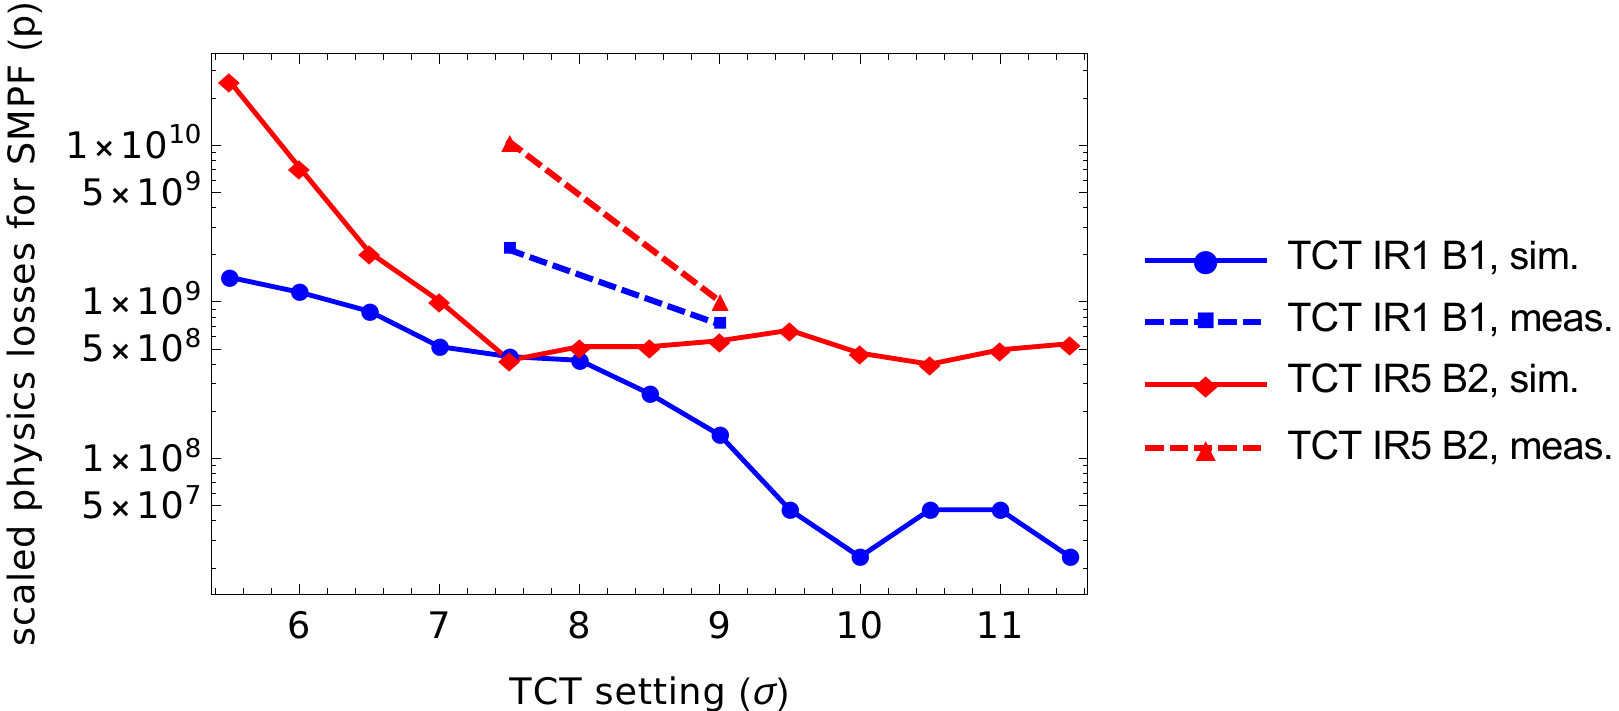 scaled physics losses for SMPF (p)
1×10¹⁰
5×10⁹
1×10⁹
5×10⁸
1×10⁸
5×10⁷
6 7 8 9 10 11
TCT setting (σ)
TCT IR1 B1, sim.
TCT IR1 B1, meas.
TCT IR5 B2, sim.
TCT IR5 B2, meas.